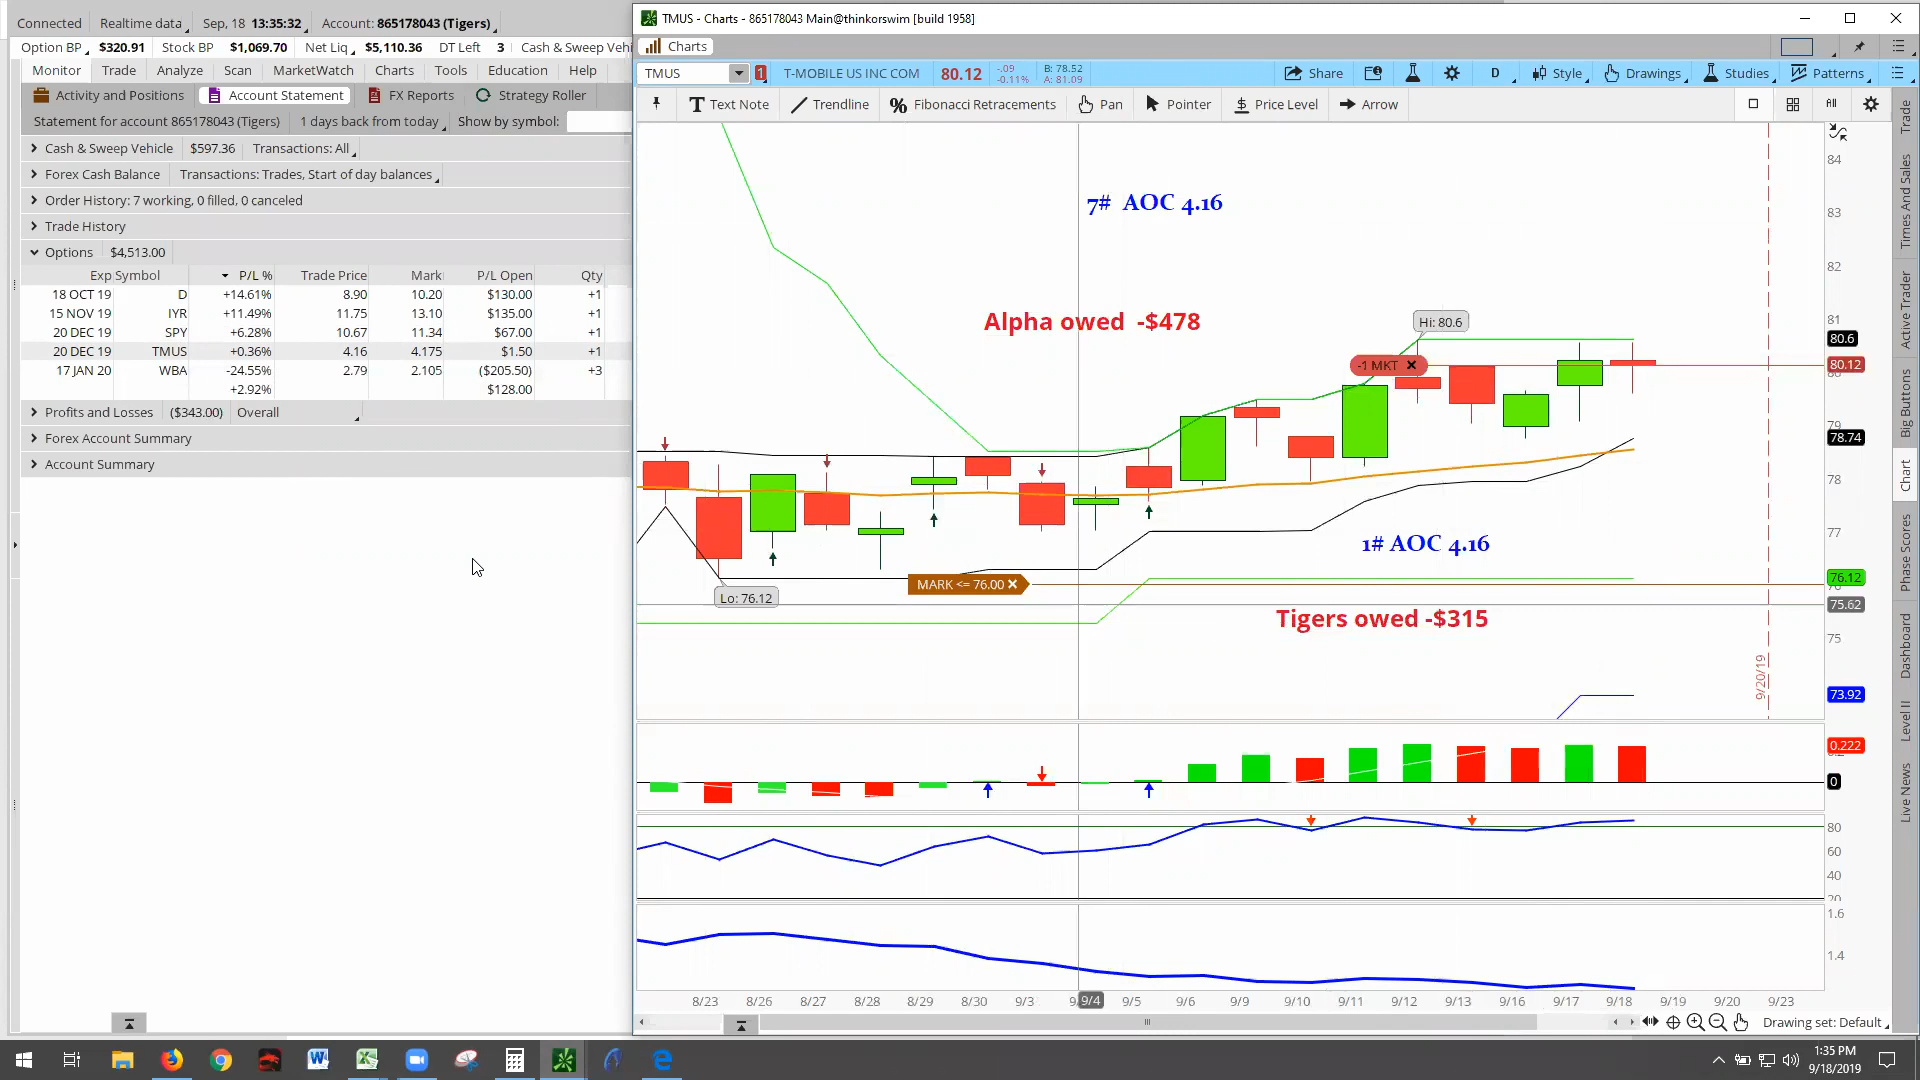 Connected Realtime data Sep, 18 13:35:32 Account: 865178043 (Tigers)
Option BP $320.91 Stock BP $1,069.70 Net Liq $5,110.36 DT Left 3 Cash & Sweep Vehi
Monitor Trade Analyze Scan MarketWatch Charts Tools Education Help
Activity and Positions Account Statement FX Reports Strategy Roller
Statement for account 865178043 (Tigers) 1 days back from today Show by symbol:
Cash & Sweep Vehicle $597.36 Transactions: All
Forex Cash Balance Transactions: Trades, Start of day balances
Order History: 7 working, 0 filled, 0 canceled
Trade History
Options $4,513.00
Exp Symbol P/L % Trade Price Mark P/L Open Qty
18 OCT 19 D +14.61% 8.90 10.20 $130.00 +1
15 NOV 19 IYR +11.49% 11.75 13.10 $135.00 +1
20 DEC 19 SPY +6.28% 10.67 11.34 $67.00 +1
20 DEC 19 TMUS +0.36% 4.16 4.175 $1.50 +1
17 JAN 20 WBA -24.55% 2.79 2.105 ($205.50) +3
+2.92% $128.00
Profits and Losses ($343.00) Overall
Forex Account Summary
Account Summary
TMUS - Charts - 865178043 Main@thinkorswim [build 1958]
Charts
TMUS 1 T-MOBILE US INC COM 80.12 -.09 -0.11% B: 78.52 A: 81.09 Share D Style Drawings Studies Patterns
Text Note Trendline Fibonacci Retracements Pan Pointer Price Level Arrow All
7# AOC 4.16
Alpha owed -$478
Hi: 80.6
-1 MKT
1# AOC 4.16
MARK <= 76.00
Lo: 76.12
Tigers owed -$315
9/20/19
84
83
82
81
80.6
80.12
79
78.74
78
77
76.12
75.62
75
73.92
0.222
0
80
60
40
20
1.6
1.4
8/23 8/26 8/27 8/28 8/29 8/30 9/3 9/4 9/5 9/6 9/9 9/10 9/11 9/12 9/13 9/16 9/17 9/18 9/19 9/20 9/23
Drawing set: Default
Trade
Times And Sales
Active Trader
Big Buttons
Chart
Phase Scores
Dashboard
Level II
Live News
1:35 PM
9/18/2019